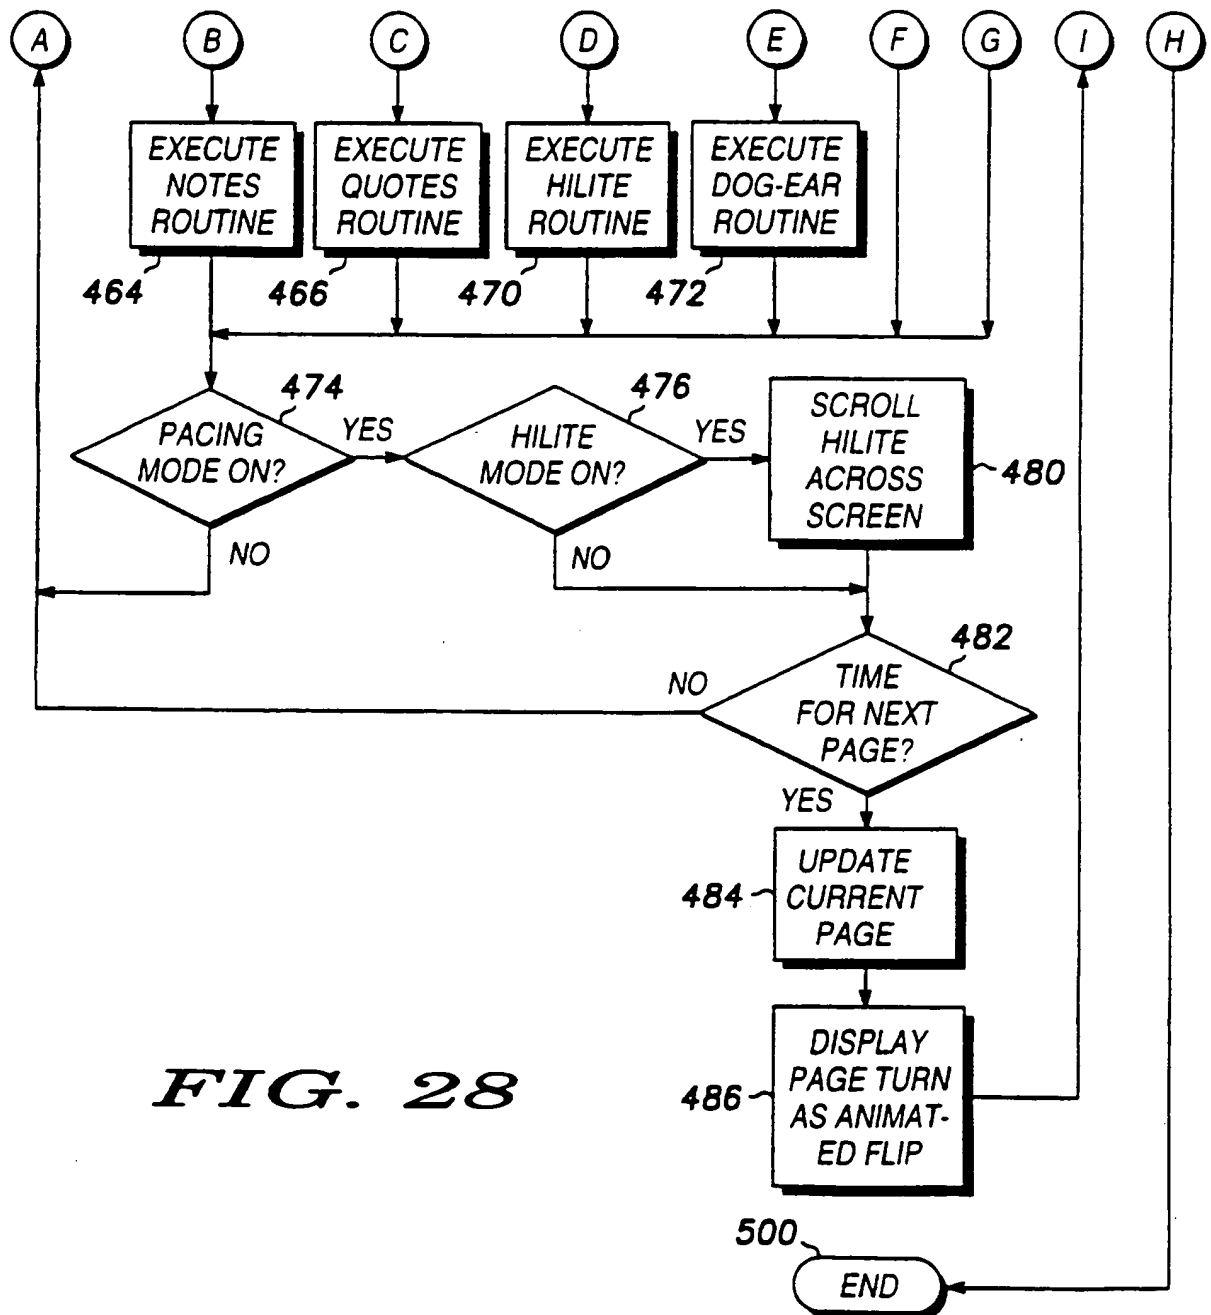 A B C D E F G I H
EXECUTE
NOTES
ROUTINE
464
EXECUTE
QUOTES
ROUTINE
466
EXECUTE
HILITE
ROUTINE
470
EXECUTE
DOG-EAR
ROUTINE
472
PACING
MODE ON?
474
YES
NO
HILITE
MODE ON?
476
YES
NO
SCROLL
HILITE
ACROSS
SCREEN
480
TIME
FOR NEXT
PAGE?
482
NO
YES
UPDATE
CURRENT
PAGE
484
DISPLAY
PAGE TURN
AS ANIMAT-
ED FLIP
486
FIG. 28
500
END